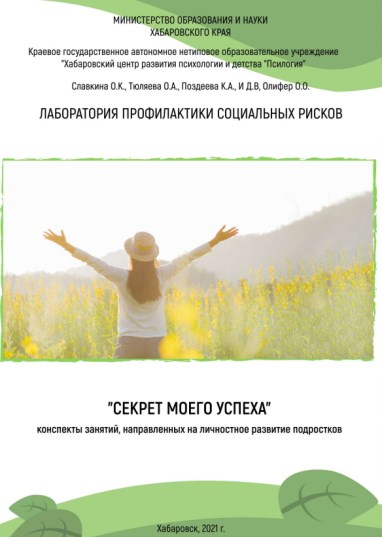 МИНИСТЕРСТВО ОБРАЗОВАНИЯ И НАУКИ
ХАБАРОВСКОГО КРАЯ
Краевое государственное автономное нетиповое образовательное учреждение
"Хабаровский центр развития психологии и детства "Псилогия"
Славкина О.К., Тюляева О.А., Поздеева К.А., И Д.В, Олифер О.О.
ЛАБОРАТОРИЯ ПРОФИЛАКТИКИ СОЦИАЛЬНЫХ РИСКОВ
"СЕКРЕТ МОЕГО УСПЕХА"
конспекты занятий, направленных на личностное развитие подростков
Хабаровск, 2021 г.